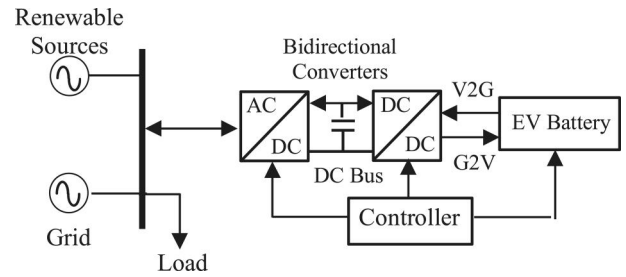 Renewable
Sources
Bidirectional
Converters
AC
DC
DC
DC
V2G
G2V
EV Battery
DC Bus
Controller
Grid
Load